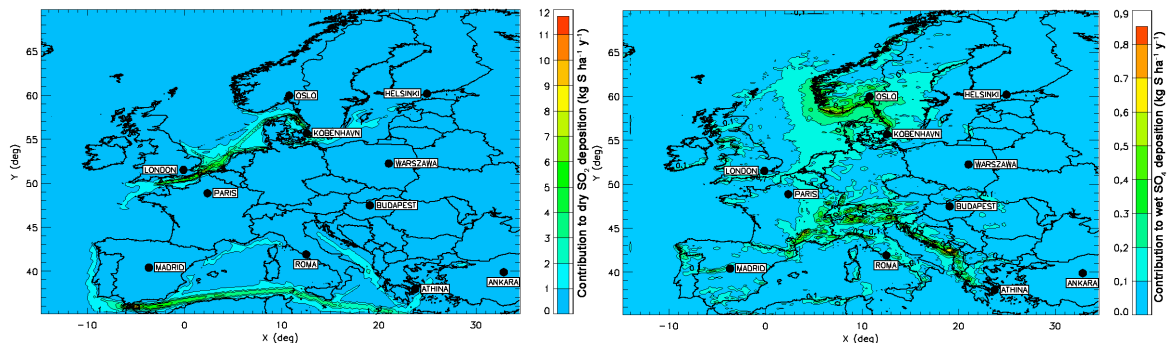 12
11
10
9
8
7
6
5
4
3
2
1
0
Contribution to dry SO2 deposition (kg S ha⁻¹ y⁻¹)
60
50
40
Y (deg)
-10 0 10 20 30
X (deg)
OSLO
HELSINKI
KOBENHAVN
LONDON
WARSZAWA
PARIS
BUDAPEST
MADRID
ROMA
ATHINA
ANKARA
0.9
0.8
0.7
0.6
0.5
0.4
0.3
0.2
0.1
0.0
Contribution to wet SO4 deposition (kg S ha⁻¹ y⁻¹)
65
60
55
50
45
40
Y (deg)
-10 0 10 20 30
X (deg)
OSLO
HELSINKI
KOBENHAVN
LONDON
WARSZAWA
PARIS
BUDAPEST
MADRID
ROMA
ATHINA
ANKARA
0.1